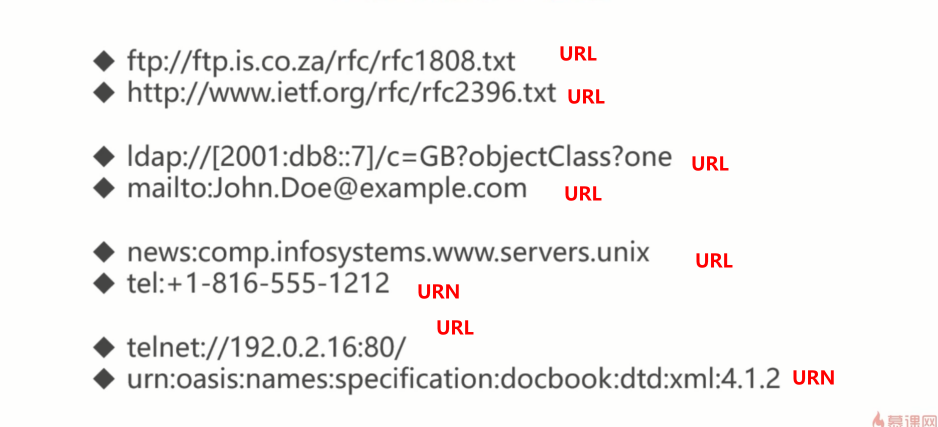 ◆ ftp://ftp.is.co.za/rfc/rfc1808.txt URL
◆ http://www.ietf.org/rfc/rfc2396.txt URL
◆ ldap://[2001:db8::7]/c=GB?objectClass?one URL
◆ mailto:John.Doe@example.com URL
◆ news:comp.infosystems.www.servers.unix URL
◆ tel:+1-816-555-1212 URN
URL
◆ telnet://192.0.2.16:80/
◆ urn:oasis:names:specification:docbook:dtd:xml:4.1.2 URN
慕课网